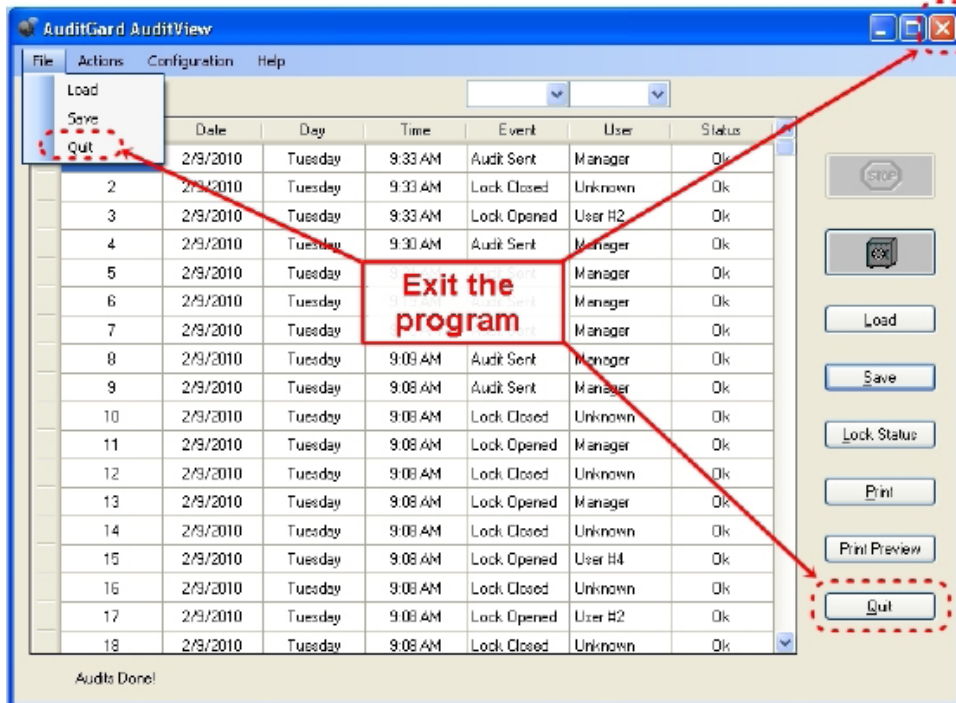 AuditGard AuditView
File Actions Configuration Help
Load
Save
Quit
Date Day Time Event User Status
2/9/2010 Tuesday 9:33 AM Audit Sent Manager Ok
2 2/9/2010 Tuesday 9:33 AM Lock Closed Unknown Ok
3 2/9/2010 Tuesday 9:33 AM Lock Opened User #2 Ok
4 2/9/2010 Tuesday 9:30 AM Audit Sent Manager Ok
5 2/9/2010 Tuesday Manager Ok
6 2/9/2010 Tuesday Manager Ok
7 2/9/2010 Tuesday Manager Ok
8 2/9/2010 Tuesday 9:09 AM Audit Sent Manager Ok
9 2/9/2010 Tuesday 9:08 AM Audit Sent Manager Ok
10 2/9/2010 Tuesday 9:08 AM Lock Closed Unknown Ok
11 2/9/2010 Tuesday 9:08 AM Lock Opened Manager Ok
12 2/9/2010 Tuesday 9:08 AM Lock Closed Unknown Ok
13 2/9/2010 Tuesday 9:08 AM Lock Opened Manager Ok
14 2/9/2010 Tuesday 9:08 AM Lock Closed Unknown Ok
15 2/9/2010 Tuesday 9:08 AM Lock Opened User #4 Ok
16 2/9/2010 Tuesday 9:08 AM Lock Closed Unknown Ok
17 2/9/2010 Tuesday 9:08 AM Lock Opened User #2 Ok
18 2/9/2010 Tuesday 9:08 AM Lock Closed Unknown Ok
Exit the
program
STOP
Load
Save
Lock Status
Print
Print Preview
Quit
Audits Done!